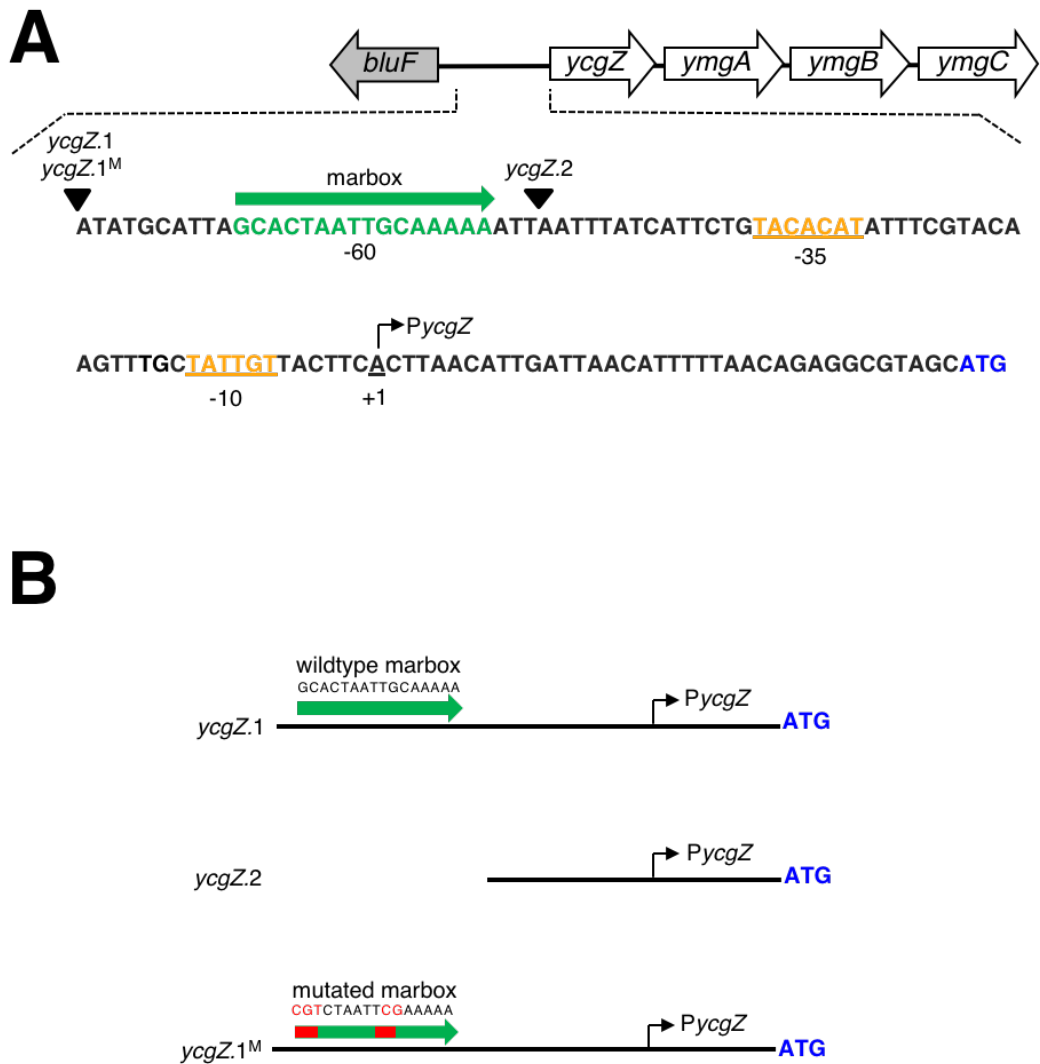 A
bluF ycgZ ymgA ymgB ymgC
ycgZ.1
ycgZ.1ᴹ marbox ycgZ.2
ATATGCATTAGCACTAATTGCAAAAAATTAATTTATCATTCTGTACACATATTTCGTACA
-60 -35
PycgZ
AGTTTGCTATTGTTACTTCACTTAACATTGATTAACATTTTTAACAGAGGCGTAGCATG
-10 +1
B
wildtype marbox
GCACTAATTGCAAAAA
ycgZ.1 PycgZ ATG
ycgZ.2 PycgZ ATG
mutated marbox
CGTCTAATTCGAAAAA
ycgZ.1ᴹ PycgZ ATG